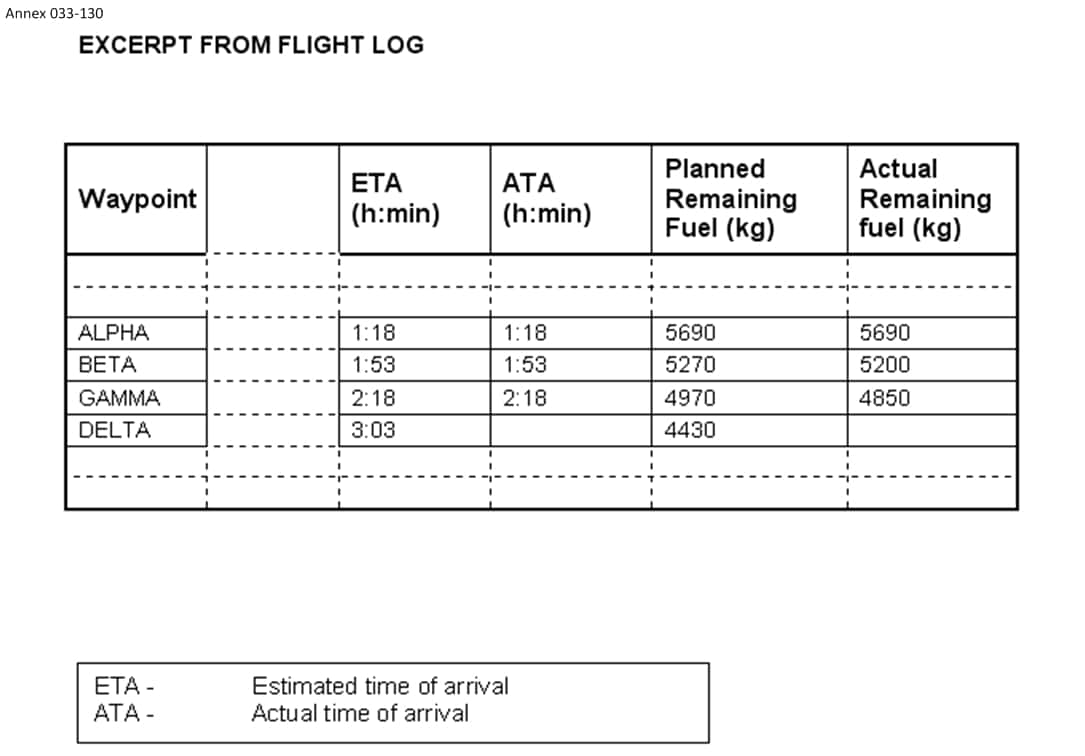 Annex 033-130
EXCERPT FROM FLIGHT LOG
Waypoint ETA (h:min) ATA (h:min) Planned Remaining Fuel (kg) Actual Remaining fuel (kg)
ALPHA 1:18 1:18 5690 5690
BETA 1:53 1:53 5270 5200
GAMMA 2:18 2:18 4970 4850
DELTA 3:03 4430
ETA - Estimated time of arrival
ATA - Actual time of arrival